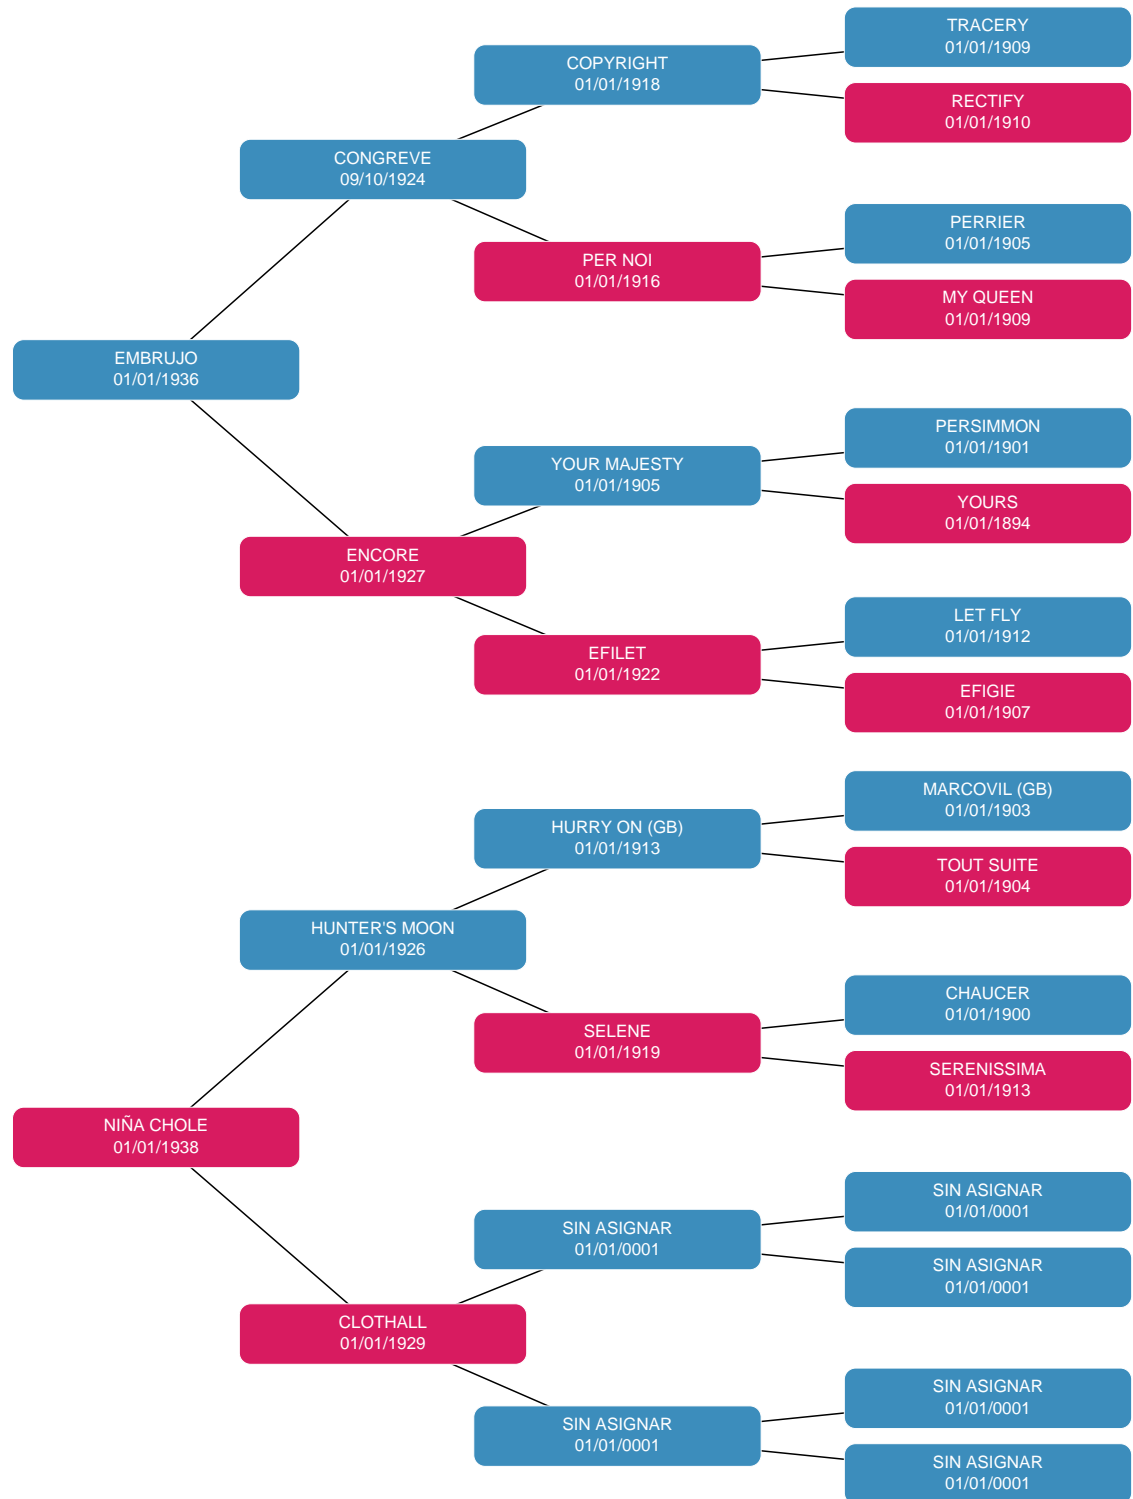 TRACERY
01/01/1909
COPYRIGHT
01/01/1918
RECTIFY
01/01/1910
CONGREVE
09/10/1924
PERRIER
01/01/1905
PER NOI
01/01/1916
MY QUEEN
01/01/1909
EMBRUJO
01/01/1936
PERSIMMON
01/01/1901
YOUR MAJESTY
01/01/1905
YOURS
01/01/1894
ENCORE
01/01/1927
LET FLY
01/01/1912
EFILET
01/01/1922
EFIGIE
01/01/1907
MARCOVIL (GB)
01/01/1903
HURRY ON (GB)
01/01/1913
TOUT SUITE
01/01/1904
HUNTER'S MOON
01/01/1926
CHAUCER
01/01/1900
SELENE
01/01/1919
SERENISSIMA
01/01/1913
NIÑA CHOLE
01/01/1938
SIN ASIGNAR
01/01/0001
SIN ASIGNAR
01/01/0001
SIN ASIGNAR
01/01/0001
CLOTHALL
01/01/1929
SIN ASIGNAR
01/01/0001
SIN ASIGNAR
01/01/0001
SIN ASIGNAR
01/01/0001